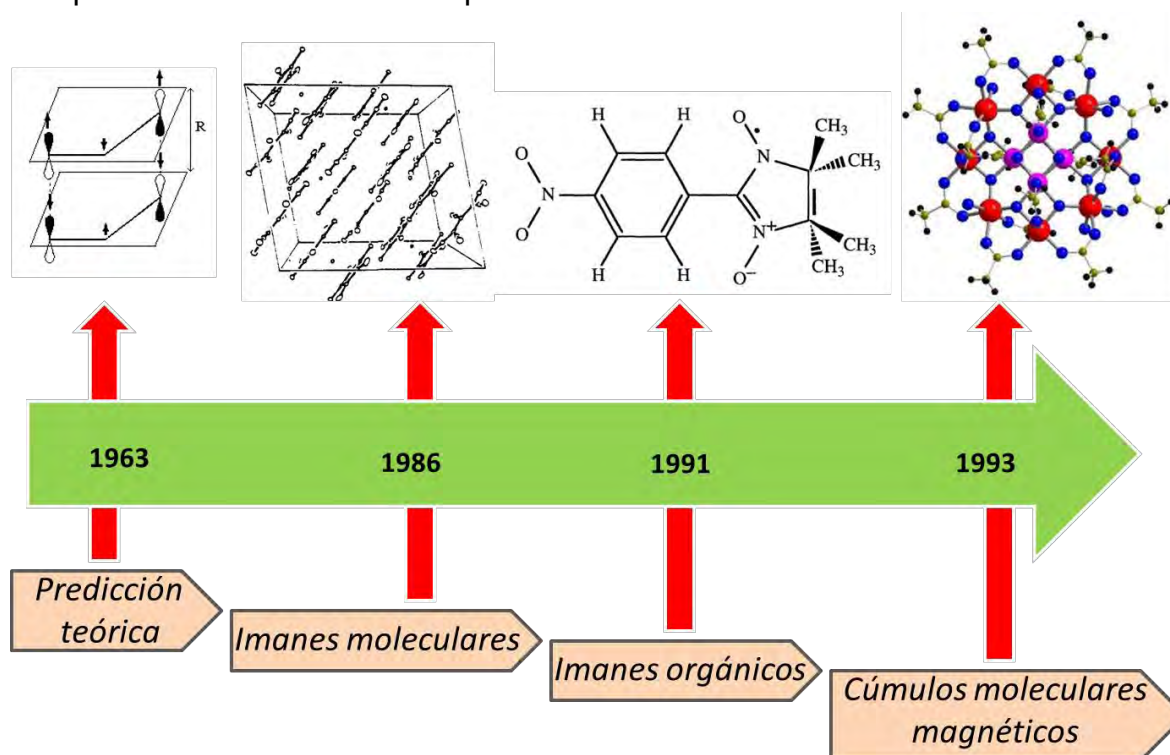 R
H
H
H
H
O
N
O
O
N
N+
O−
CH3
CH3
CH3
CH3
1963
1986
1991
1993
Predicción
teórica
Imanes moleculares
Imanes orgánicos
Cúmulos moleculares
magnéticos